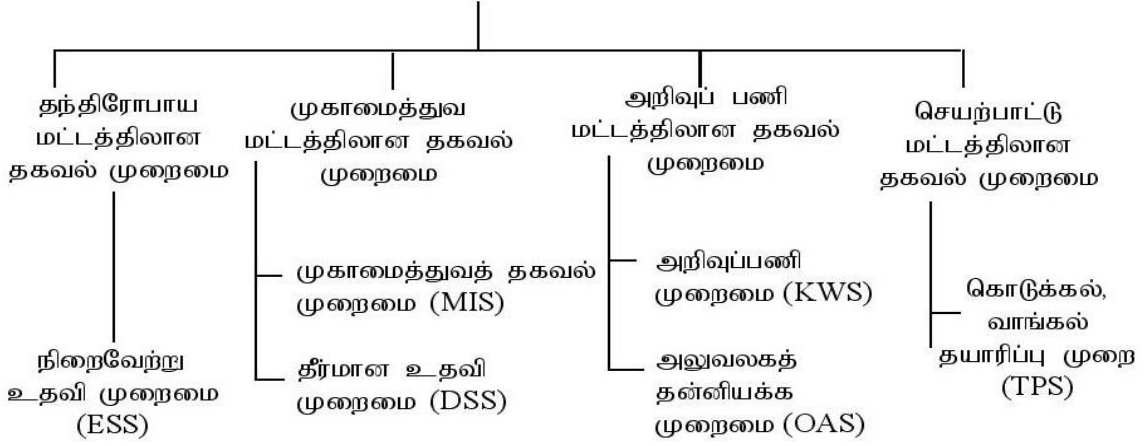 தந்திரோபாய
மட்டத்திலான
தகவல் முறைமை
முகாமைத்துவ
மட்டத்திலான தகவல்
முறைமை
அறிவுப் பணி
மட்டத்திலான தகவல்
முறைமை
செயற்பாட்டு
மட்டத்திலான
தகவல் முறைமை
நிறைவேற்று
உதவி முறைமை
(ESS)
முகாமைத்துவத் தகவல்
முறைமை (MIS)
தீர்மான உதவி
முறைமை (DSS)
அறிவுப்பணி
முறைமை (KWS)
அலுவலகத்
தன்னியக்க
முறைமை (OAS)
கொடுக்கல்,
வாங்கல்
தயாரிப்பு முறை
(TPS)